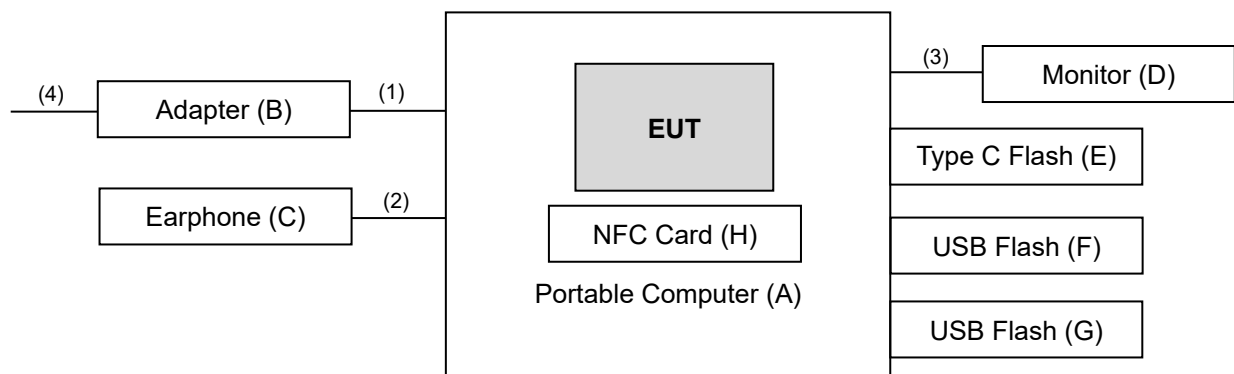 (4)
Adapter (B)
(1)
Earphone (C)
(2)
EUT
NFC Card (H)
Portable Computer (A)
(3)
Monitor (D)
Type C Flash (E)
USB Flash (F)
USB Flash (G)